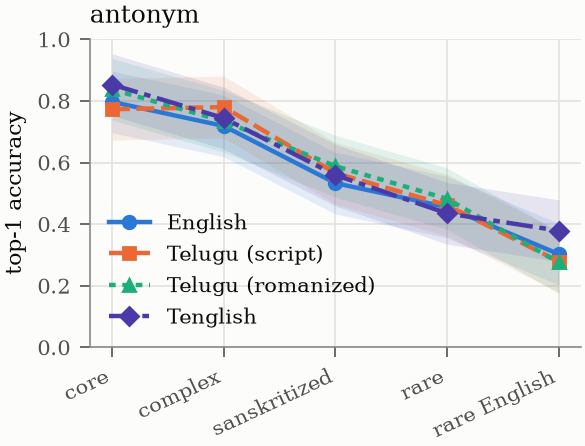 antonym
top-1 accuracy
1.0
0.8
0.6
0.4
0.2
0.0
English
Telugu (script)
Telugu (romanized)
Tenglish
core
complex
sanskritized
rare
rare English